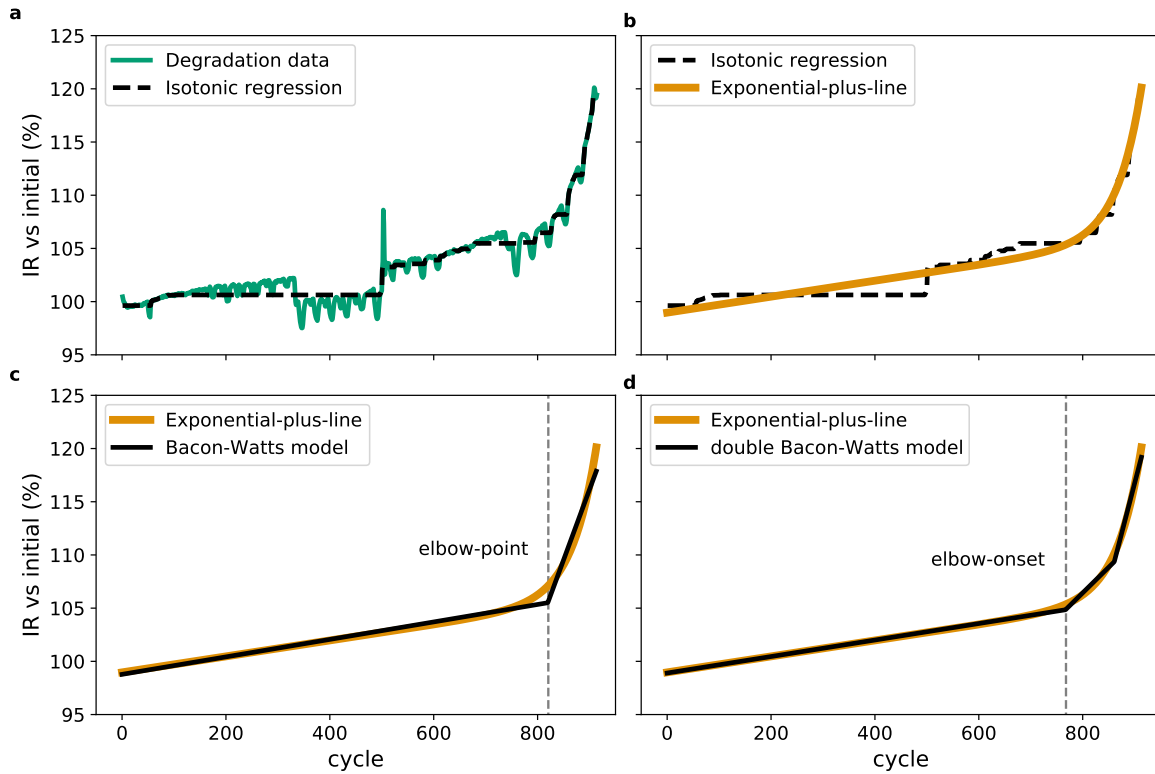 a
125
120
115
110
105
100
95
IR vs initial (%)
Degradation data
Isotonic regression
b
Isotonic regression
Exponential-plus-line
c
125
120
115
110
105
100
95
IR vs initial (%)
Exponential-plus-line
Bacon-Watts model
elbow-point
0 200 400 600 800
cycle
d
Exponential-plus-line
double Bacon-Watts model
elbow-onset
0 200 400 600 800
cycle